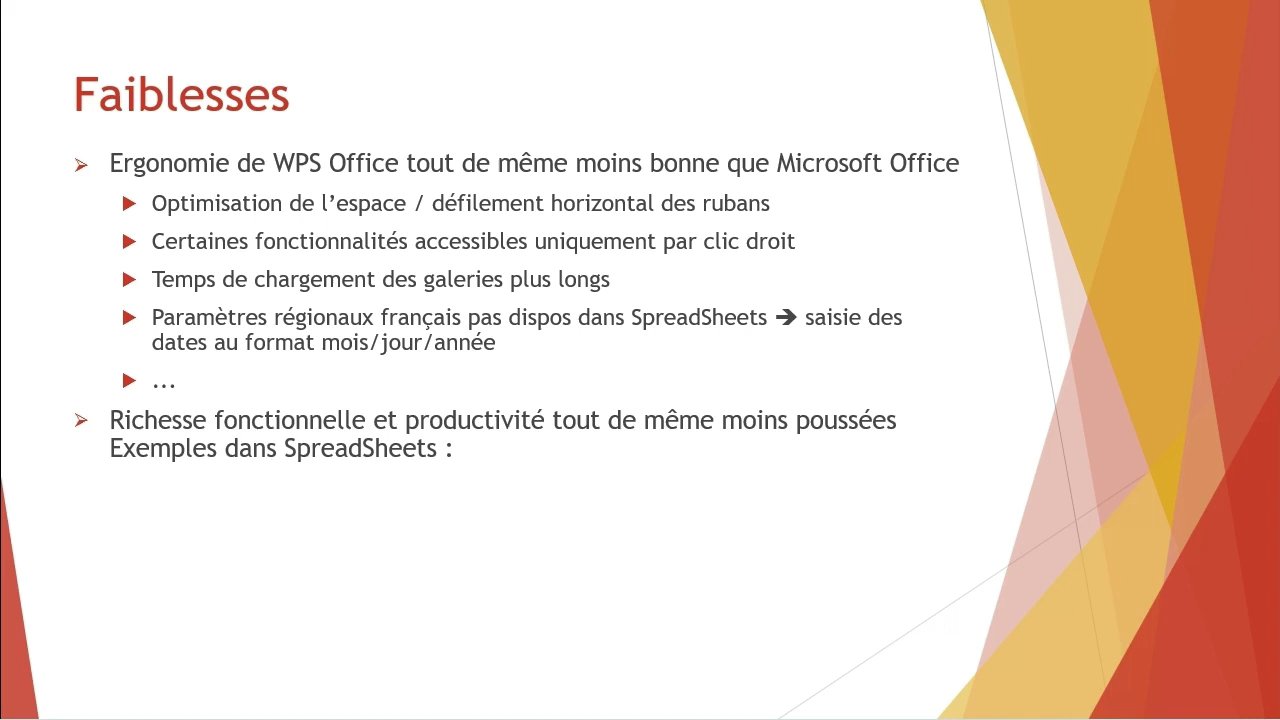 Faiblesses
Ergonomie de WPS Office tout de même moins bonne que Microsoft Office
Optimisation de l’espace / défilement horizontal des rubans
Certaines fonctionnalités accessibles uniquement par clic droit
Temps de chargement des galeries plus longs
Paramètres régionaux français pas dispos dans SpreadSheets ➔ saisie des
dates au format mois/jour/année
...
Richesse fonctionnelle et productivité tout de même moins poussées
Exemples dans SpreadSheets :